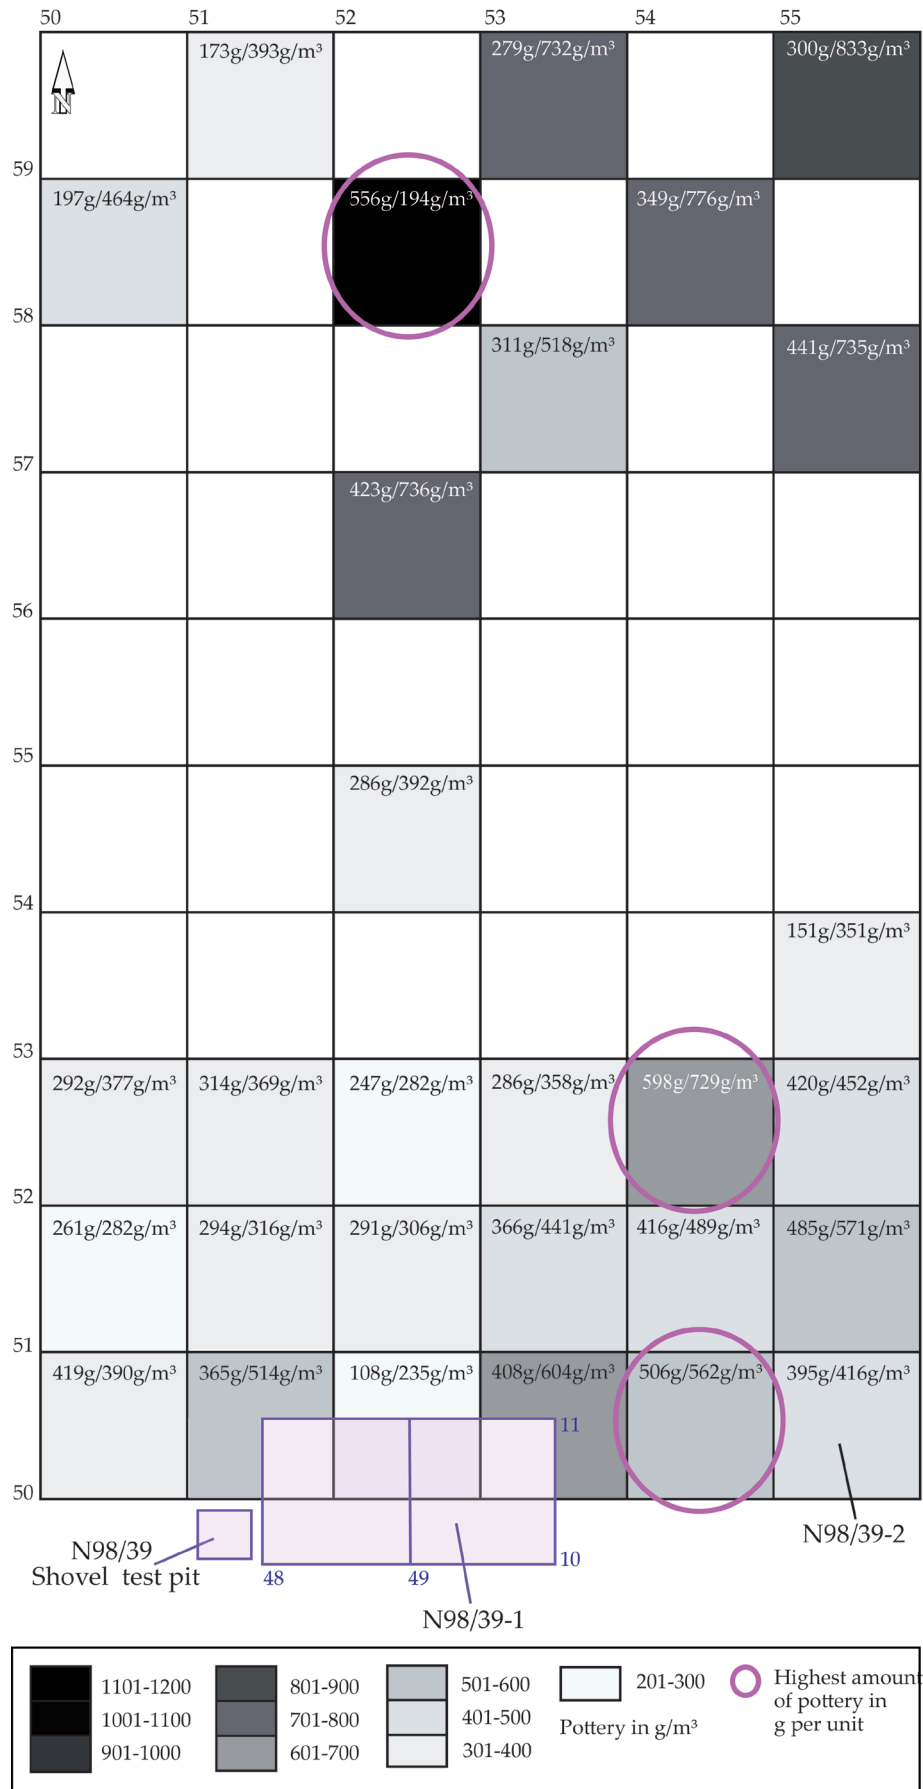 50 51 52 53 54 55
173g/393g/m³ 279g/732g/m³ 300g/833g/m³
N
59
197g/464g/m³ 556g/194g/m³ 349g/776g/m³
58
311g/518g/m³ 441g/735g/m³
57
423g/736g/m³
56
55
286g/392g/m³
54
151g/351g/m³
53
292g/377g/m³ 314g/369g/m³ 247g/282g/m³ 286g/358g/m³ 598g/729g/m³ 420g/452g/m³
52
261g/282g/m³ 294g/316g/m³ 291g/306g/m³ 366g/441g/m³ 416g/489g/m³ 485g/571g/m³
51
419g/390g/m³ 365g/514g/m³ 108g/235g/m³ 408g/604g/m³ 506g/562g/m³ 395g/416g/m³
11
50
N98/39-2
N98/39
Shovel test pit
10
48 49
N98/39-1
1101-1200
1001-1100
901-1000
801-900
701-800
601-700
501-600
401-500
301-400
201-300
Pottery in g/m³
Highest amount
of pottery in
g per unit